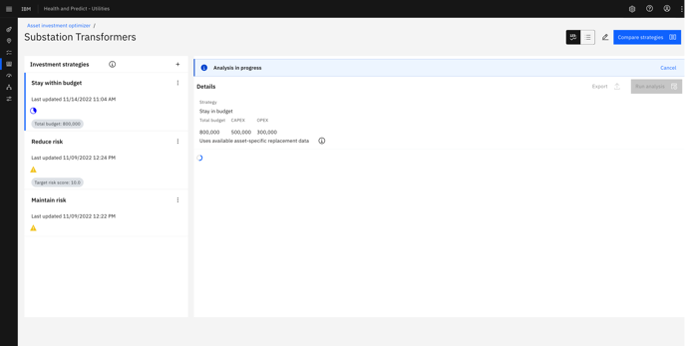 IBM Health and Predict - Utilities
Asset investment optimizer /
Substation Transformers
Compare strategies
Investment strategies
Stay within budget
Last updated 11/14/2022 11:04 AM
Total budget: 800,000
Reduce risk
Last updated 11/09/2022 12:24 PM
Target risk score: 10.0
Maintain risk
Last updated 11/09/2022 12:22 PM
Analysis in progress
Cancel
Details
Export
Run analysis
Strategy
Stay in budget
Total budget CAPEX OPEX
800,000 500,000 300,000
Uses available asset-specific replacement data